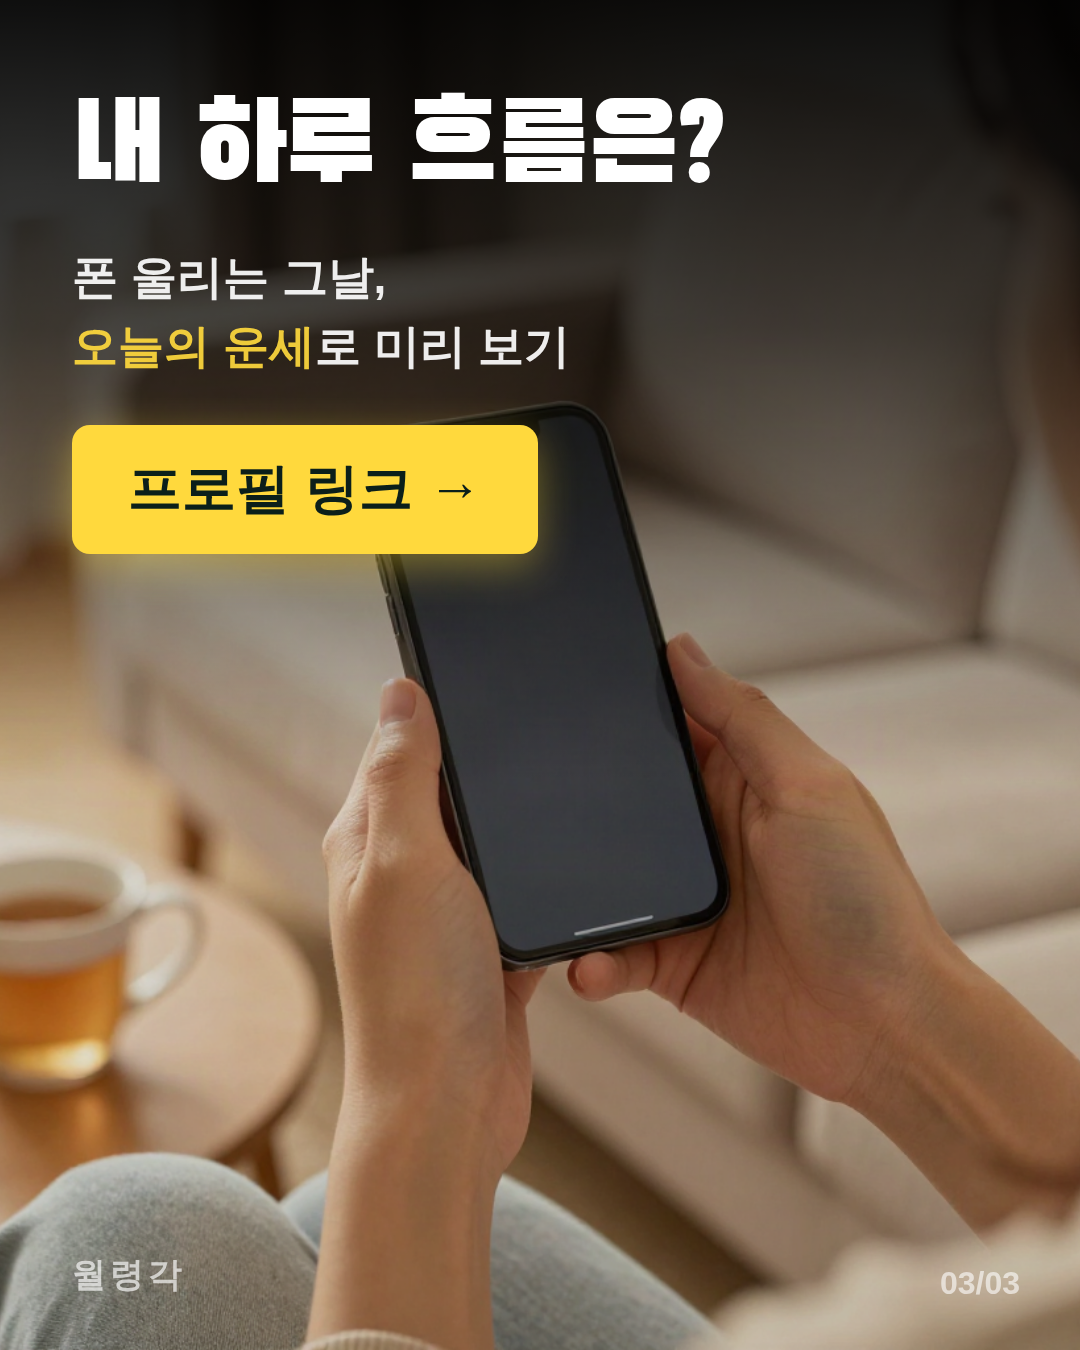 내 하루 흐름은?
폰 울리는 그날,
오늘의 운세로 미리 보기
프로필 링크 →
월령각
03/03